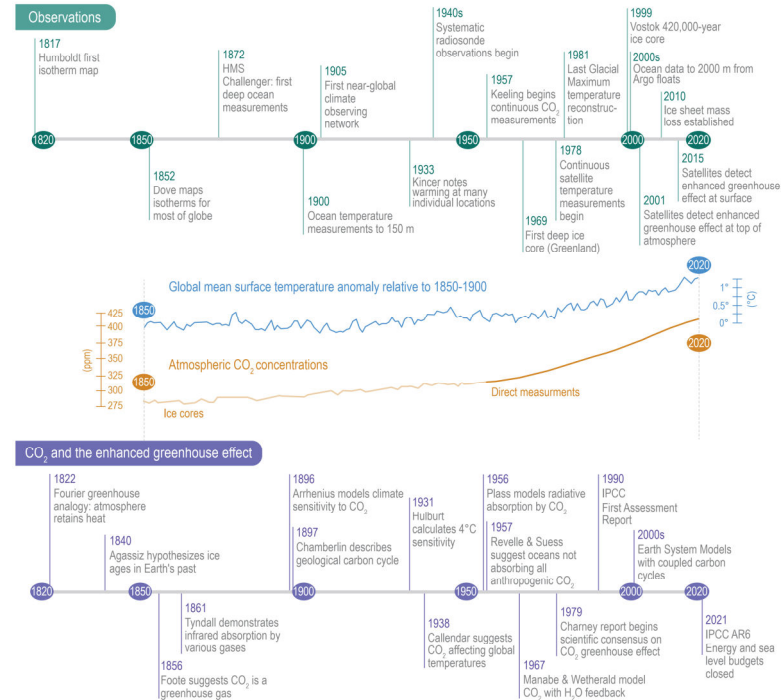 Observations
1817
Humboldt first
isotherm map
1872
HMS
Challenger: first
deep ocean
measurements
1905
First near-global
climate
observing
network
1940s
Systematic
radiosonde
observations begin
1957
Keeling begins
continuous CO₂
measurements
1981
Last Glacial
Maximum
temperature
reconstruc-
tion
1999
Vostok 420,000-year
ice core
2000s
Ocean data to 2000 m from
Argo floats
2010
Ice sheet mass
loss established
1820
1850
1900
1950
2000
2020
1852
Dove maps
isotherms for
most of globe
1900
Ocean temperature
measurements to 150 m
1933
Kincer notes
warming at many
individual locations
1969
First deep ice
core (Greenland)
1978
Continuous
satellite
temperature
measurements
begin
2001
Satellites detect enhanced
greenhouse effect at top of
atmosphere
2015
Satellites detect
enhanced greenhouse
effect at surface
Global mean surface temperature anomaly relative to 1850-1900
1850
2020
1°
0.5°
0°
(°C)
425
400
375
350
325
300
275
(ppm)
Atmospheric CO₂ concentrations
1850
2020
Ice cores
Direct measurments
CO₂ and the enhanced greenhouse effect
1822
Fourier greenhouse
analogy: atmosphere
retains heat
1840
Agassiz hypothesizes ice
ages in Earth's past
1896
Arrhenius models climate
sensitivity to CO₂
1897
Chamberlin describes
geological carbon cycle
1931
Hulburt
calculates 4°C
sensitivity
1956
Plass models radiative
absorption by CO₂
1957
Revelle & Suess
suggest oceans not
absorbing all
anthropogenic CO₂
1990
IPCC
First Assessment
Report
2000s
Earth System Models
with coupled carbon
cycles
1820
1850
1900
1950
2000
2020
1856
Foote suggests CO₂ is a
greenhouse gas
1861
Tyndall demonstrates
infrared absorption by
various gases
1938
Callendar suggests
CO₂ affecting global
temperatures
1967
Manabe & Wetherald model
CO₂ with H₂O feedback
1979
Charney report begins
scientific consensus on
CO₂ greenhouse effect
2021
IPCC AR6
Energy and sea
level budgets
closed